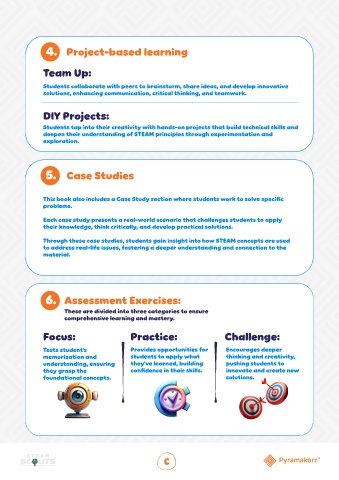 4. Project-based learning
Team Up:
Students collaborate with peers to brainstorm, share ideas, and develop innovative
solutions, enhancing communication, critical thinking, and teamwork.
DIY Projects:
Students tap into their creativity with hands-on projects that build technical skills and
deepen their understanding of STEAM principles through experimentation and
exploration.
5. Case Studies
This book also includes a Case Study section where students work to solve specific
problems.
Each case study presents a real-world scenario that challenges students to apply
their knowledge, think critically, and develop practical solutions.
Through these case studies, students gain insight into how STEAM concepts are used
to address real-life issues, fostering a deeper understanding and connection to the
material.
6. Assessment Exercises:
These are divided into three categories to ensure
comprehensive learning and mastery.
Focus:
Tests student's
memorization and
understanding, ensuring
they grasp the
foundational concepts.
Practice:
Provides opportunities for
students to apply what
they've learned, building
confidence in their skills.
Challenge:
Encourages deeper
thinking and creativity,
pushing students to
innovate and create new
solutions.
STEAM
SCOUTS
C
Pyramakerz